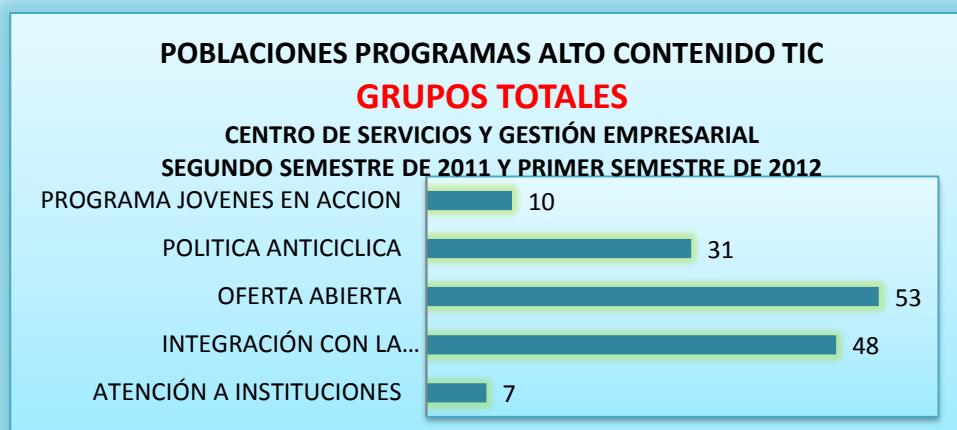 POBLACIONES PROGRAMAS ALTO CONTENIDO TIC
GRUPOS TOTALES
CENTRO DE SERVICIOS Y GESTIÓN EMPRESARIAL
SEGUNDO SEMESTRE DE 2011 Y PRIMER SEMESTRE DE 2012
PROGRAMA JOVENES EN ACCION 10
POLITICA ANTICICLICA 31
OFERTA ABIERTA 53
INTEGRACIÓN CON LA... 48
ATENCIÓN A INSTITUCIONES 7